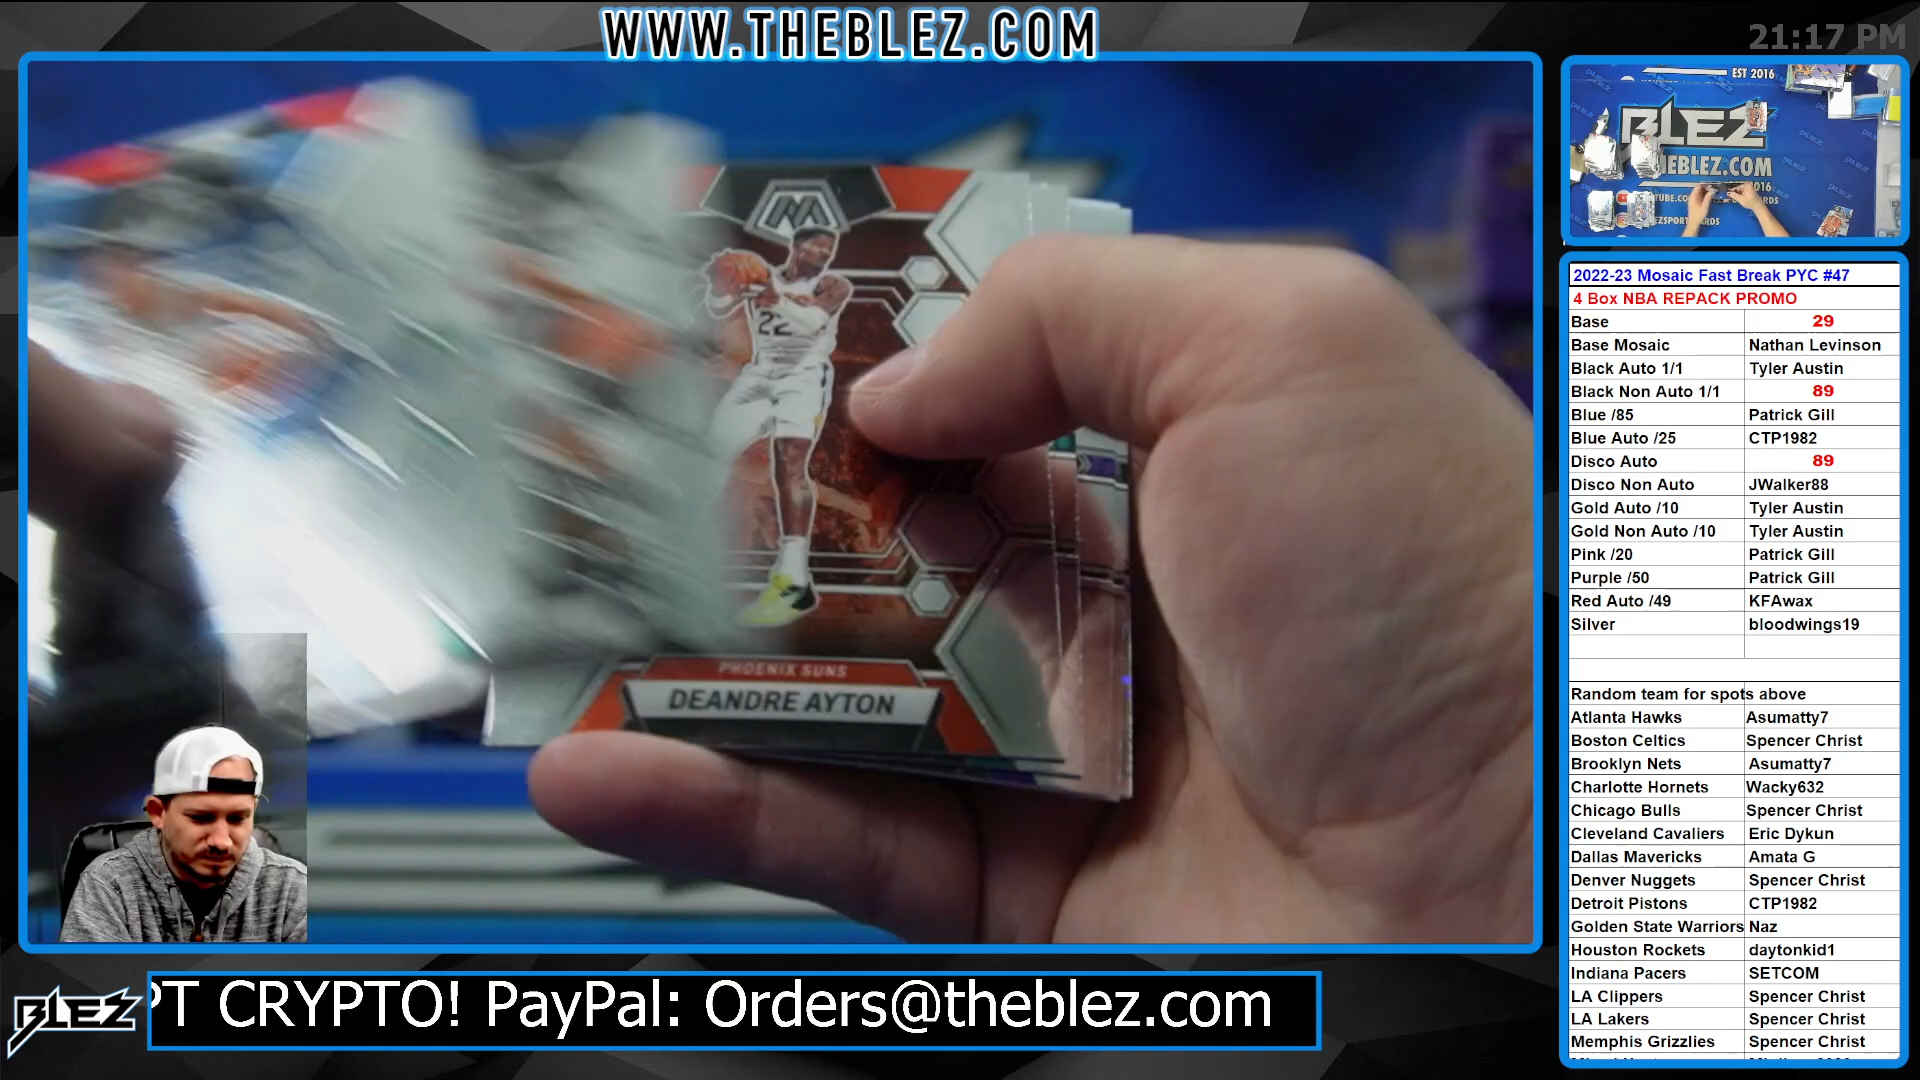 WWW.THEBLEZ.COM
21:17 PM
EST 2016
BLEZ
THEBLEZ.COM
2016
22
PHOENIX SUNS
DEANDRE AYTON
2022-23 Mosaic Fast Break PYC #47
4 Box NBA REPACK PROMO
Base 29
Base Mosaic Nathan Levinson
Black Auto 1/1 Tyler Austin
Black Non Auto 1/1 89
Blue /85 Patrick Gill
Blue Auto /25 CTP1982
Disco Auto 89
Disco Non Auto JWalker88
Gold Auto /10 Tyler Austin
Gold Non Auto /10 Tyler Austin
Pink /20 Patrick Gill
Purple /50 Patrick Gill
Red Auto /49 KFAwax
Silver bloodwings19
Random team for spots above
Atlanta Hawks Asumatty7
Boston Celtics Spencer Christ
Brooklyn Nets Asumatty7
Charlotte Hornets Wacky632
Chicago Bulls Spencer Christ
Cleveland Cavaliers Eric Dykun
Dallas Mavericks Amata G
Denver Nuggets Spencer Christ
Detroit Pistons CTP1982
Golden State Warriors Naz
Houston Rockets daytonkid1
Indiana Pacers SETCOM
LA Clippers Spencer Christ
LA Lakers Spencer Christ
Memphis Grizzlies Spencer Christ
BLEZ
PT CRYPTO! PayPal: Orders@theblez.com